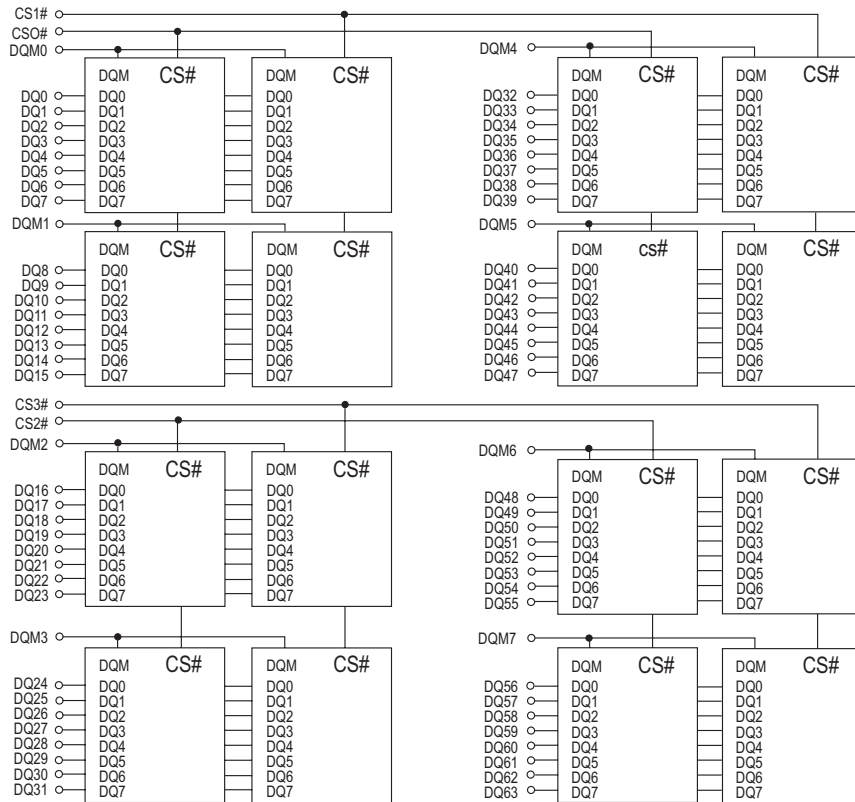 CS1#
CSO#
DQM0 DQM4
DQM CS# DQM CS# DQM CS# DQM CS#
DQ0 DQ0 DQ0 DQ32 DQ0 DQ0
DQ1 DQ1 DQ1 DQ33 DQ1 DQ1
DQ2 DQ2 DQ2 DQ34 DQ2 DQ2
DQ3 DQ3 DQ3 DQ35 DQ3 DQ3
DQ4 DQ4 DQ4 DQ36 DQ4 DQ4
DQ5 DQ5 DQ5 DQ37 DQ5 DQ5
DQ6 DQ6 DQ6 DQ38 DQ6 DQ6
DQ7 DQ7 DQ7 DQ39 DQ7 DQ7
DQM1 DQM5
DQM CS# DQM CS# DQM cs# DQM CS#
DQ8 DQ0 DQ0 DQ40 DQ0 DQ0
DQ9 DQ1 DQ1 DQ41 DQ1 DQ1
DQ10 DQ2 DQ2 DQ42 DQ2 DQ2
DQ11 DQ3 DQ3 DQ43 DQ3 DQ3
DQ12 DQ4 DQ4 DQ44 DQ4 DQ4
DQ13 DQ5 DQ5 DQ45 DQ5 DQ5
DQ14 DQ6 DQ6 DQ46 DQ6 DQ6
DQ15 DQ7 DQ7 DQ47 DQ7 DQ7
CS3#
CS2#
DQM2 DQM6
DQM CS# DQM CS# DQM CS# DQM CS#
DQ16 DQ0 DQ0 DQ48 DQ0 DQ0
DQ17 DQ1 DQ1 DQ49 DQ1 DQ1
DQ18 DQ2 DQ2 DQ50 DQ2 DQ2
DQ19 DQ3 DQ3 DQ51 DQ3 DQ3
DQ20 DQ4 DQ4 DQ52 DQ4 DQ4
DQ21 DQ5 DQ5 DQ53 DQ5 DQ5
DQ22 DQ6 DQ6 DQ54 DQ6 DQ6
DQ23 DQ7 DQ7 DQ55 DQ7 DQ7
DQM3 DQM7
DQM CS# DQM CS# DQM CS# DQM CS#
DQ24 DQ0 DQ0 DQ56 DQ0 DQ0
DQ25 DQ1 DQ1 DQ57 DQ1 DQ1
DQ26 DQ2 DQ2 DQ58 DQ2 DQ2
DQ27 DQ3 DQ3 DQ59 DQ3 DQ3
DQ28 DQ4 DQ4 DQ60 DQ4 DQ4
DQ29 DQ5 DQ5 DQ61 DQ5 DQ5
DQ30 DQ6 DQ6 DQ62 DQ6 DQ6
DQ31 DQ7 DQ7 DQ63 DQ7 DQ7